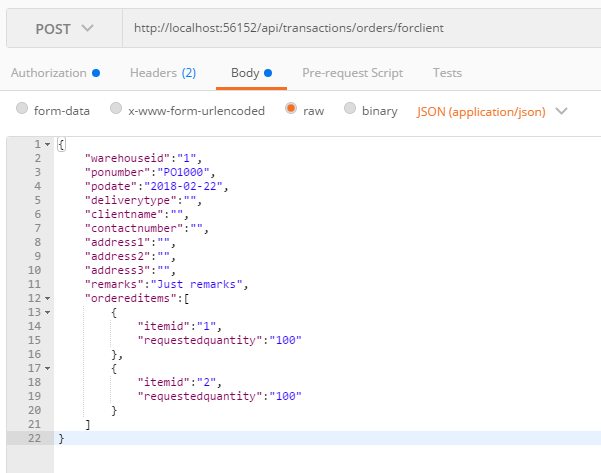 POST http://localhost:56152/api/transactions/orders/forclient
Authorization Headers (2) Body Pre-request Script Tests
form-data x-www-form-urlencoded raw binary JSON (application/json)
1 {
2 "warehouseid":"1",
3 "ponumber":"PO1000",
4 "podate":"2018-02-22",
5 "deliverytype":"",
6 "clientname":"",
7 "contactnumber":"",
8 "address1":"",
9 "address2":"",
10 "address3":"",
11 "remarks":"Just remarks",
12 "ordereditems":[
13 {
14 "itemid":"1",
15 "requestedquantity":"100"
16 },
17 {
18 "itemid":"2",
19 "requestedquantity":"100"
20 }
21 ]
22 }